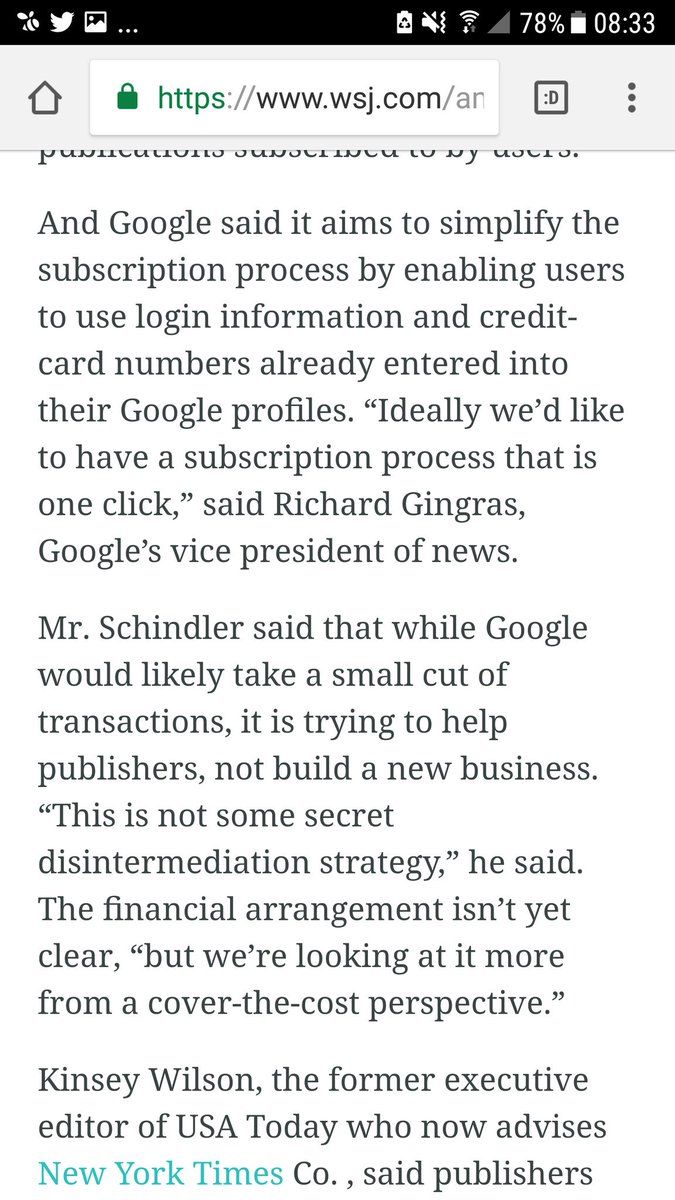 ... 78% 08:33
https://www.wsj.com/an
:D
publications subscribed to by users.
And Google said it aims to simplify the
subscription process by enabling users
to use login information and credit-
card numbers already entered into
their Google profiles. “Ideally we’d like
to have a subscription process that is
one click,” said Richard Gingras,
Google’s vice president of news.
Mr. Schindler said that while Google
would likely take a small cut of
transactions, it is trying to help
publishers, not build a new business.
“This is not some secret
disintermediation strategy,” he said.
The financial arrangement isn’t yet
clear, “but we’re looking at it more
from a cover-the-cost perspective.”
Kinsey Wilson, the former executive
editor of USA Today who now advises
New York Times Co. , said publishers